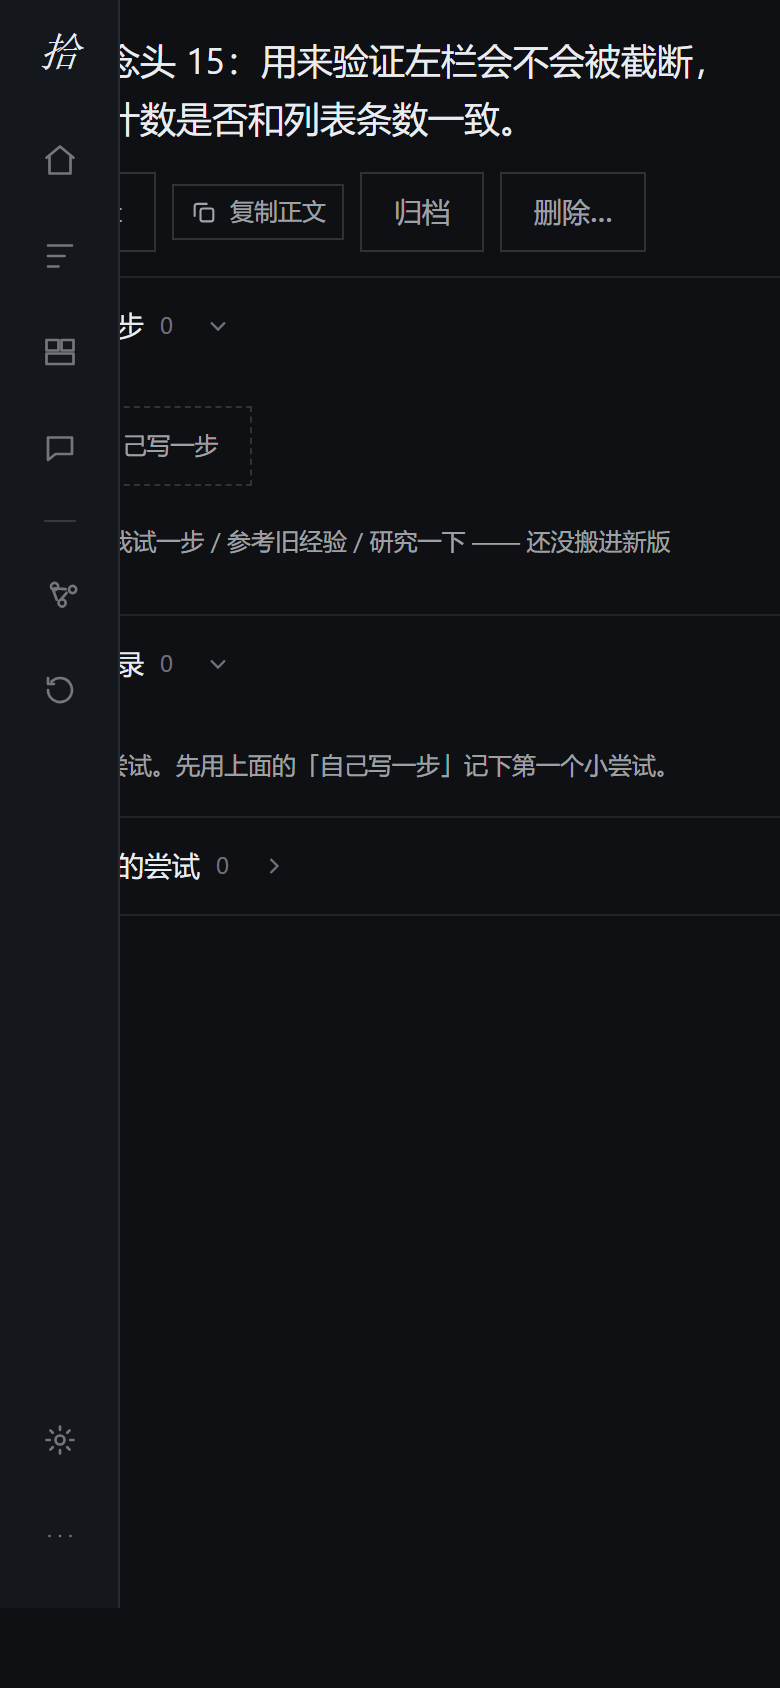 拾
念头 15：用来验证左栏会不会被截断，
计数是否和列表条数一致。
复制正文
归档
删除...
步 0
己写一步
试一步 / 参考旧经验 / 研究一下 —— 还没搬进新版
录 0
尝试。先用上面的「自己写一步」记下第一个小尝试。
的尝试 0
...